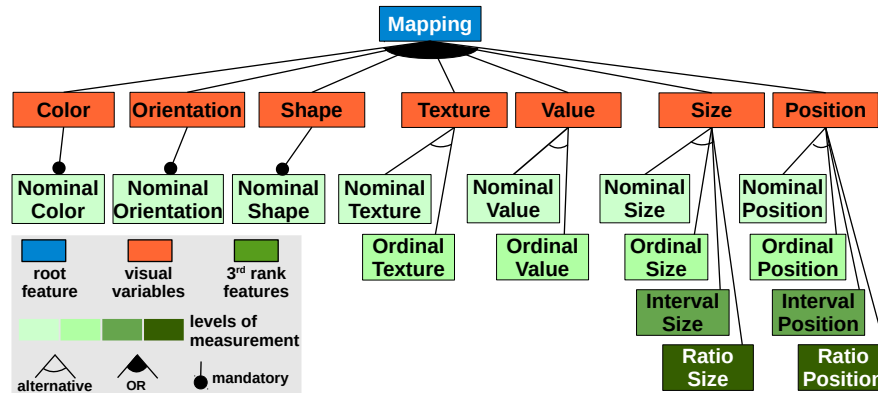 Mapping
Color Orientation Shape Texture Value Size Position
Nominal Color
Nominal Orientation
Nominal Shape
Nominal Texture
Nominal Value
Nominal Size
Nominal Position
Ordinal Texture
Ordinal Value
Ordinal Size
Ordinal Position
Interval Size
Interval Position
Ratio Size
Ratio Position
root feature
visual variables
3rd rank features
levels of measurement
alternative
OR
mandatory